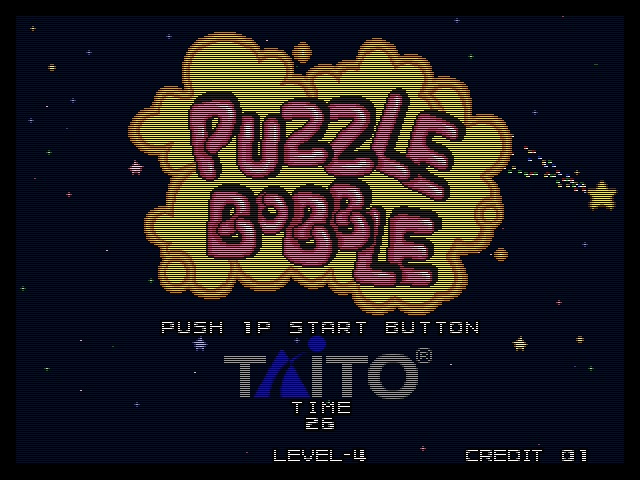 PUZZLE
BOBBLE
PUSH 1P START BUTTON
TAITO®
TIME
26
LEVEL-4 CREDIT 01